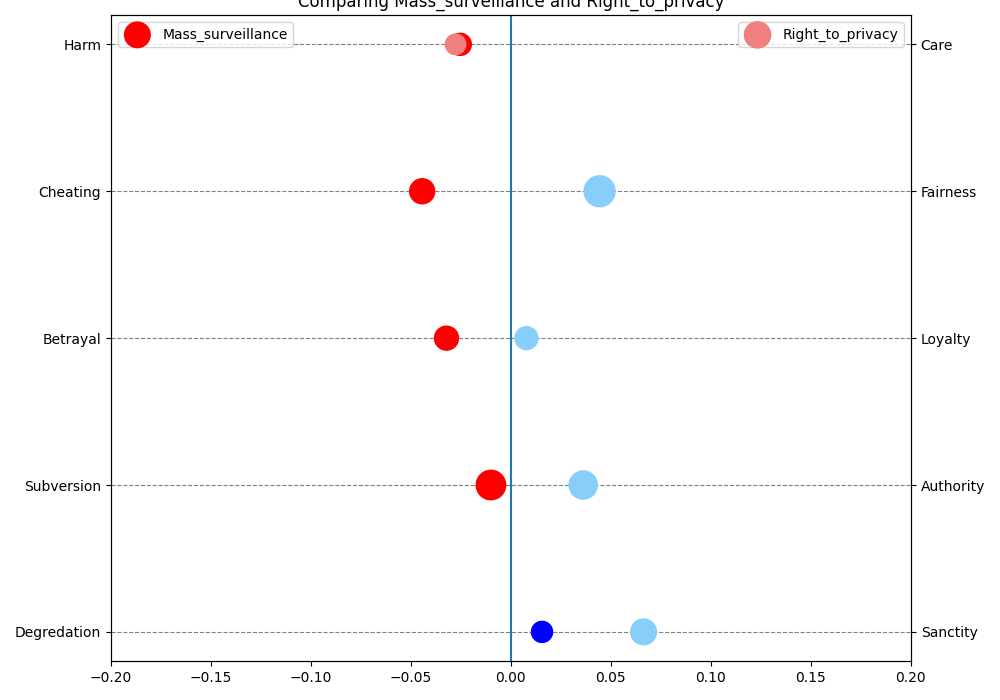 Comparing Mass_surveillance and Right_to_privacy
Mass_surveillance
Right_to_privacy
Harm
Care
Cheating
Fairness
Betrayal
Loyalty
Subversion
Authority
Degredation
Sanctity
−0.20 −0.15 −0.10 −0.05 0.00 0.05 0.10 0.15 0.20